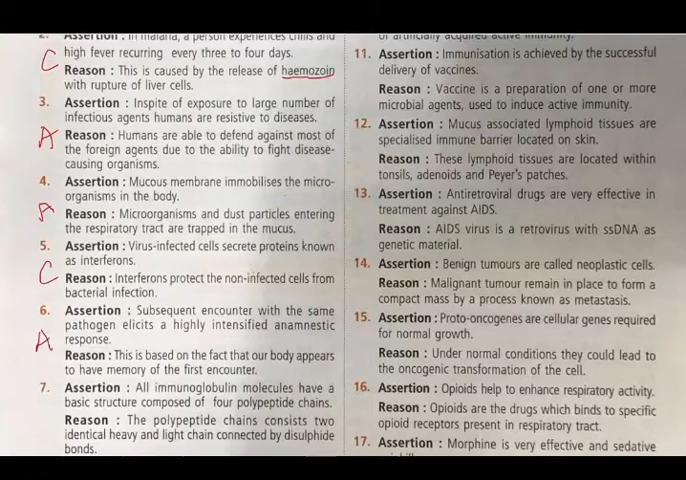 2. Assertion : In malaria, a person experiences chills and
high fever recurring every three to four days.
C
Reason : This is caused by the release of haemozoin
with rupture of liver cells.
3. Assertion : Inspite of exposure to large number of
infectious agents humans are resistive to diseases.
A
Reason : Humans are able to defend against most of
the foreign agents due to the ability to fight disease-
causing organisms.
4. Assertion : Mucous membrane immobilises the micro-
organisms in the body.
A
Reason : Microorganisms and dust particles entering
the respiratory tract are trapped in the mucus.
5. Assertion : Virus-infected cells secrete proteins known
as interferons.
C
Reason : Interferons protect the non-infected cells from
bacterial infection.
6. Assertion : Subsequent encounter with the same
pathogen elicits a highly intensified anamnestic
A
response.
Reason : This is based on the fact that our body appears
to have memory of the first encounter.
7. Assertion : All immunoglobulin molecules have a
basic structure composed of four polypeptide chains.
Reason : The polypeptide chains consists two
identical heavy and light chain connected by disulphide
bonds.
of artificially acquired active immunity.
11. Assertion : Immunisation is achieved by the successful
delivery of vaccines.
Reason : Vaccine is a preparation of one or more
microbial agents, used to induce active immunity.
12. Assertion : Mucus associated lymphoid tissues are
specialised immune barrier located on skin.
Reason : These lymphoid tissues are located within
tonsils, adenoids and Peyer's patches.
13. Assertion : Antiretroviral drugs are very effective in
treatment against AIDS.
Reason : AIDS virus is a retrovirus with ssDNA as
genetic material.
14. Assertion : Benign tumours are called neoplastic cells.
Reason : Malignant tumour remain in place to form a
compact mass by a process known as metastasis.
15. Assertion : Proto-oncogenes are cellular genes required
for normal growth.
Reason : Under normal conditions they could lead to
the oncogenic transformation of the cell.
16. Assertion : Opioids help to enhance respiratory activity.
Reason : Opioids are the drugs which binds to specific
opioid receptors present in respiratory tract.
17. Assertion : Morphine is very effective and sedative